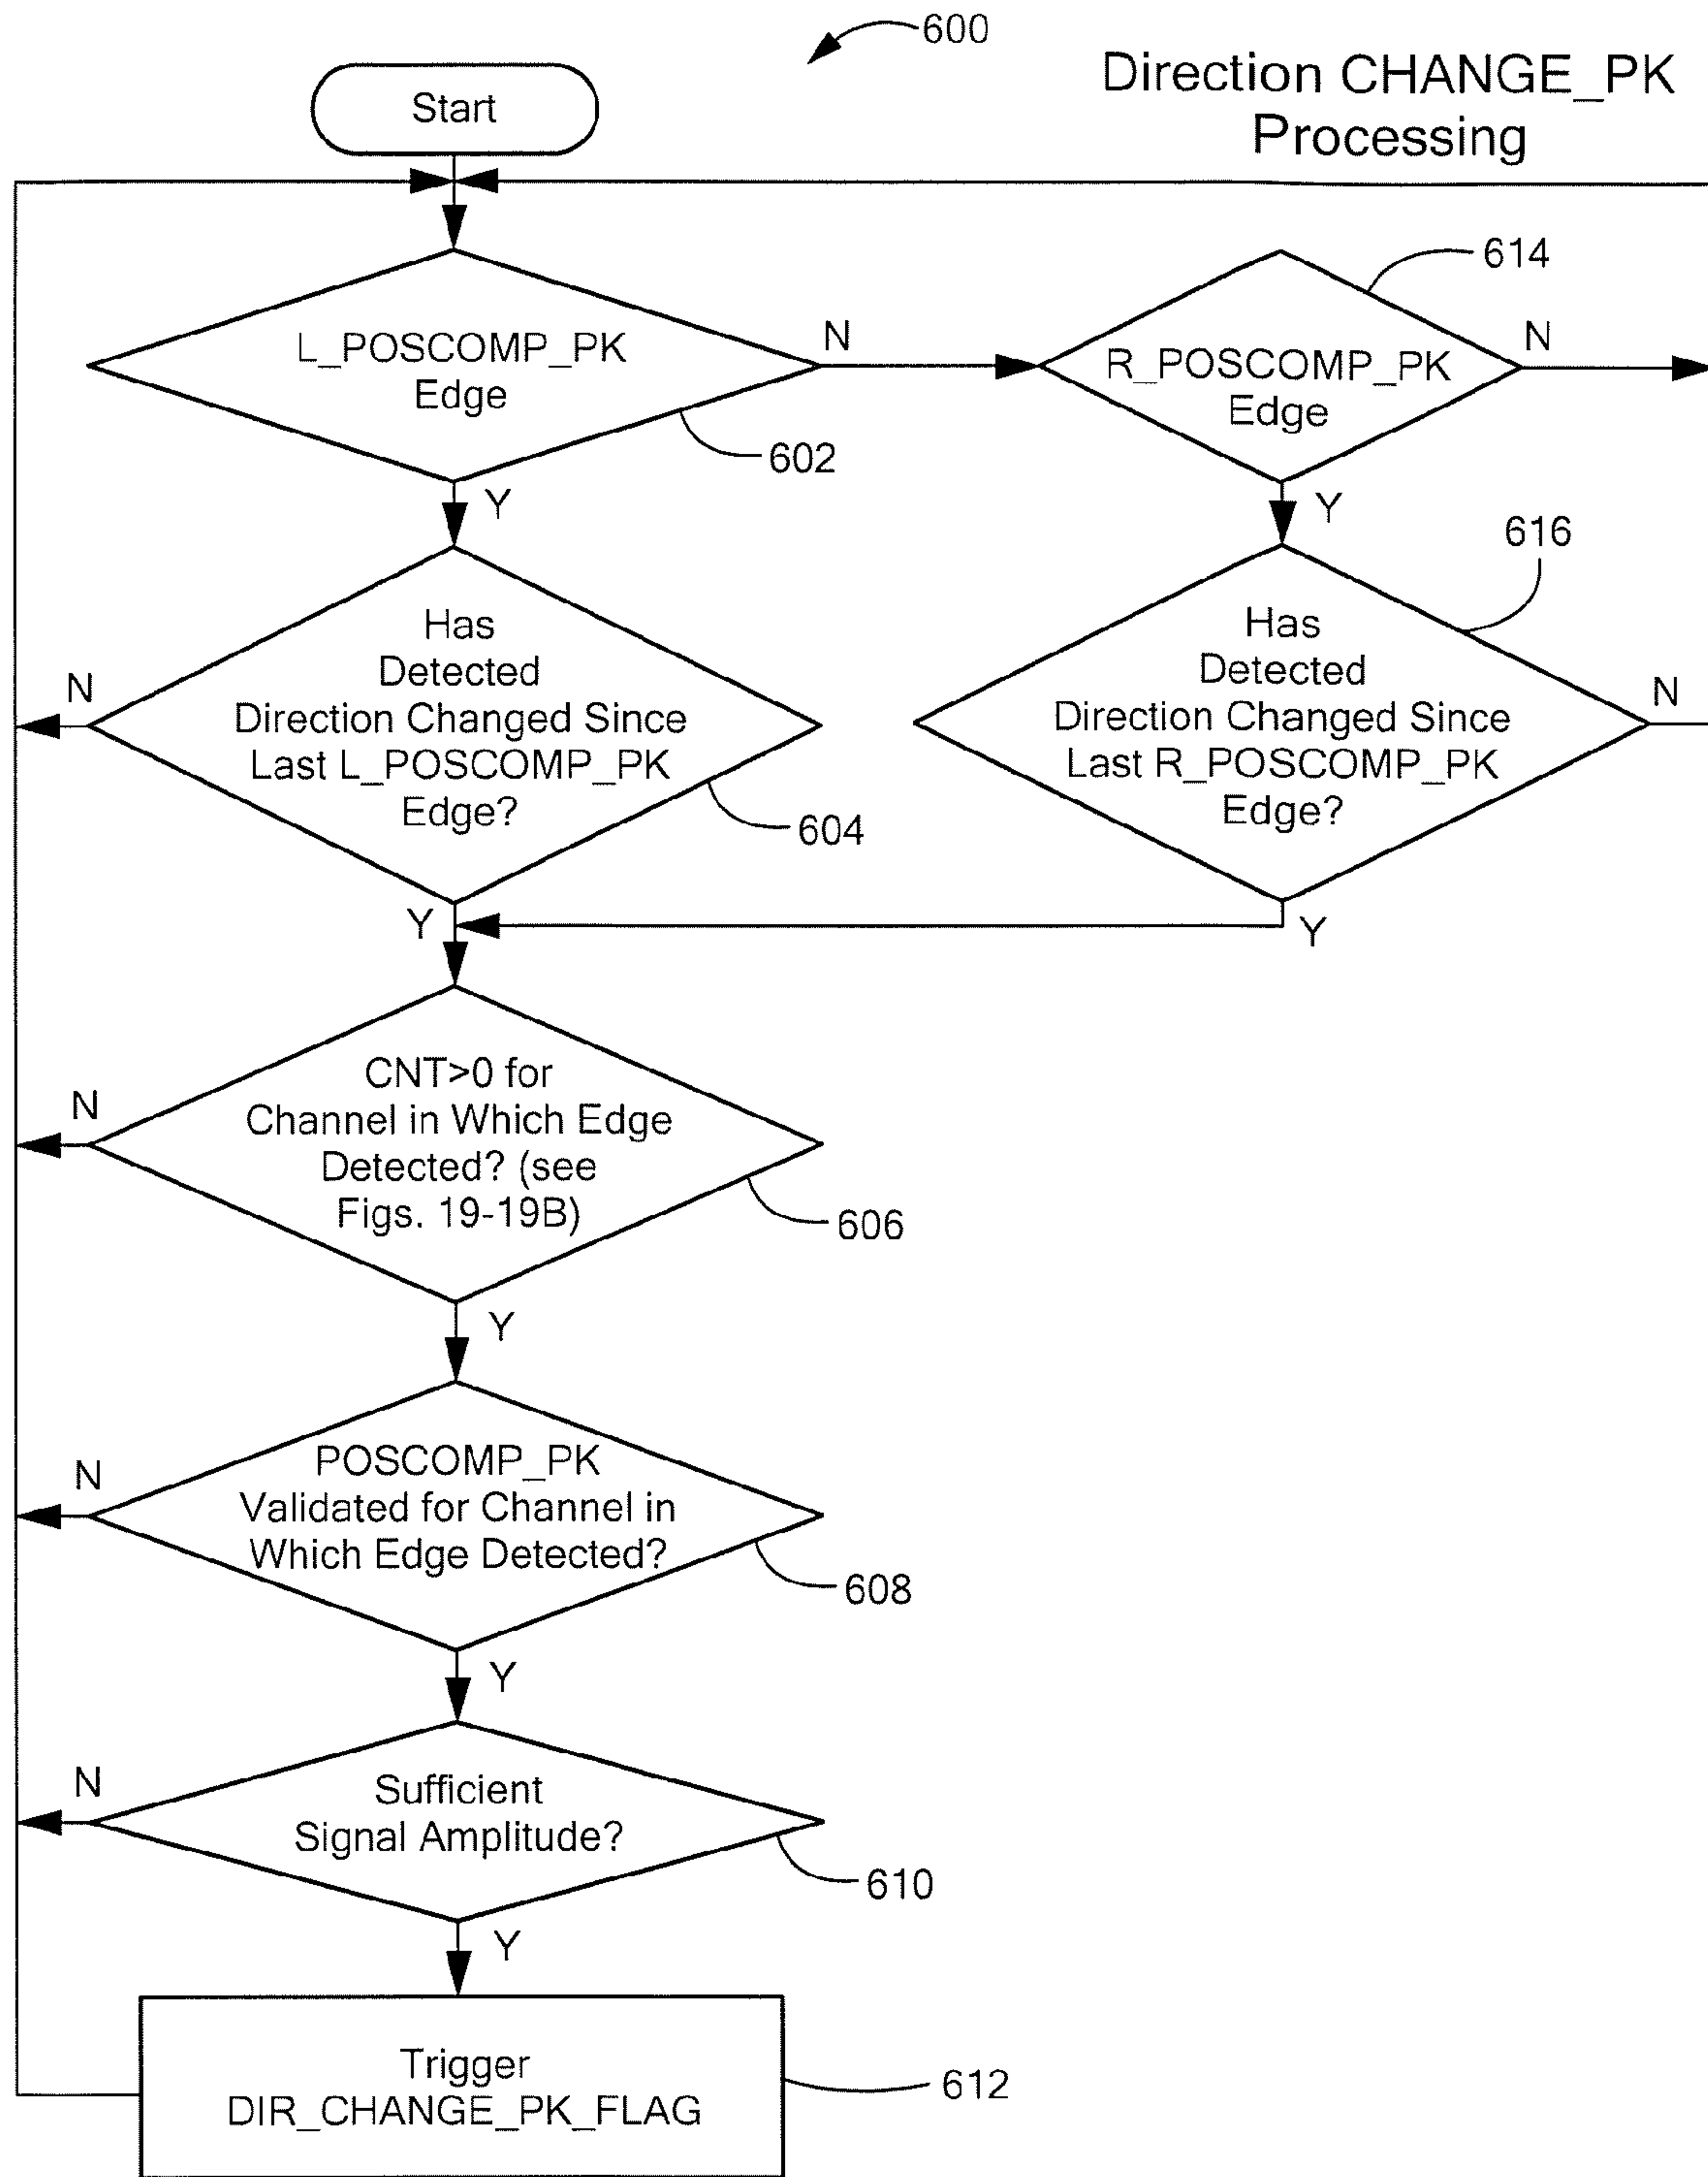 600
Direction CHANGE_PK
Processing
Start
L_POSCOMP_PK
Edge
N
602
Y
614
R_POSCOMP_PK
Edge
N
Y
616
Has
Detected
Direction Changed Since
Last L_POSCOMP_PK
Edge?
N
604
Y
Has
Detected
Direction Changed Since
Last R_POSCOMP_PK
Edge?
N
Y
CNT>0 for
Channel in Which Edge
Detected? (see
Figs. 19-19B)
N
606
Y
POSCOMP_PK
Validated for Channel in
Which Edge Detected?
N
608
Y
Sufficient
Signal Amplitude?
N
610
Y
Trigger
DIR_CHANGE_PK_FLAG
612